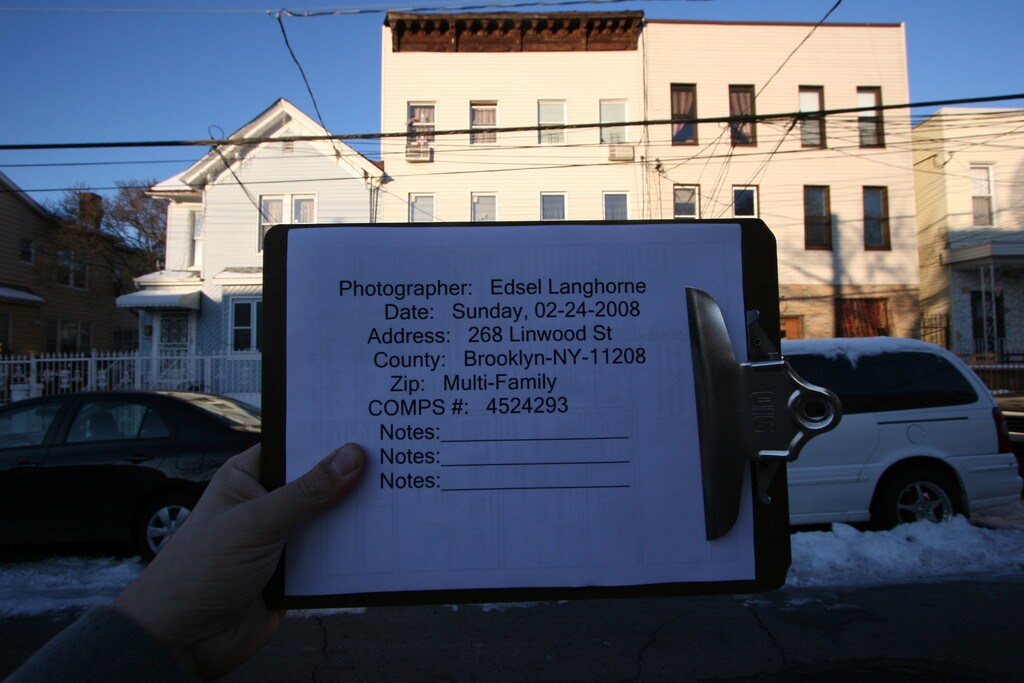 Photographer: Edsel Langhorne
Date: Sunday, 02-24-2008
Address: 268 Linwood St
County: Brooklyn-NY-11208
Zip: Multi-Family
COMPS #: 4524293
Notes:
Notes:
Notes: